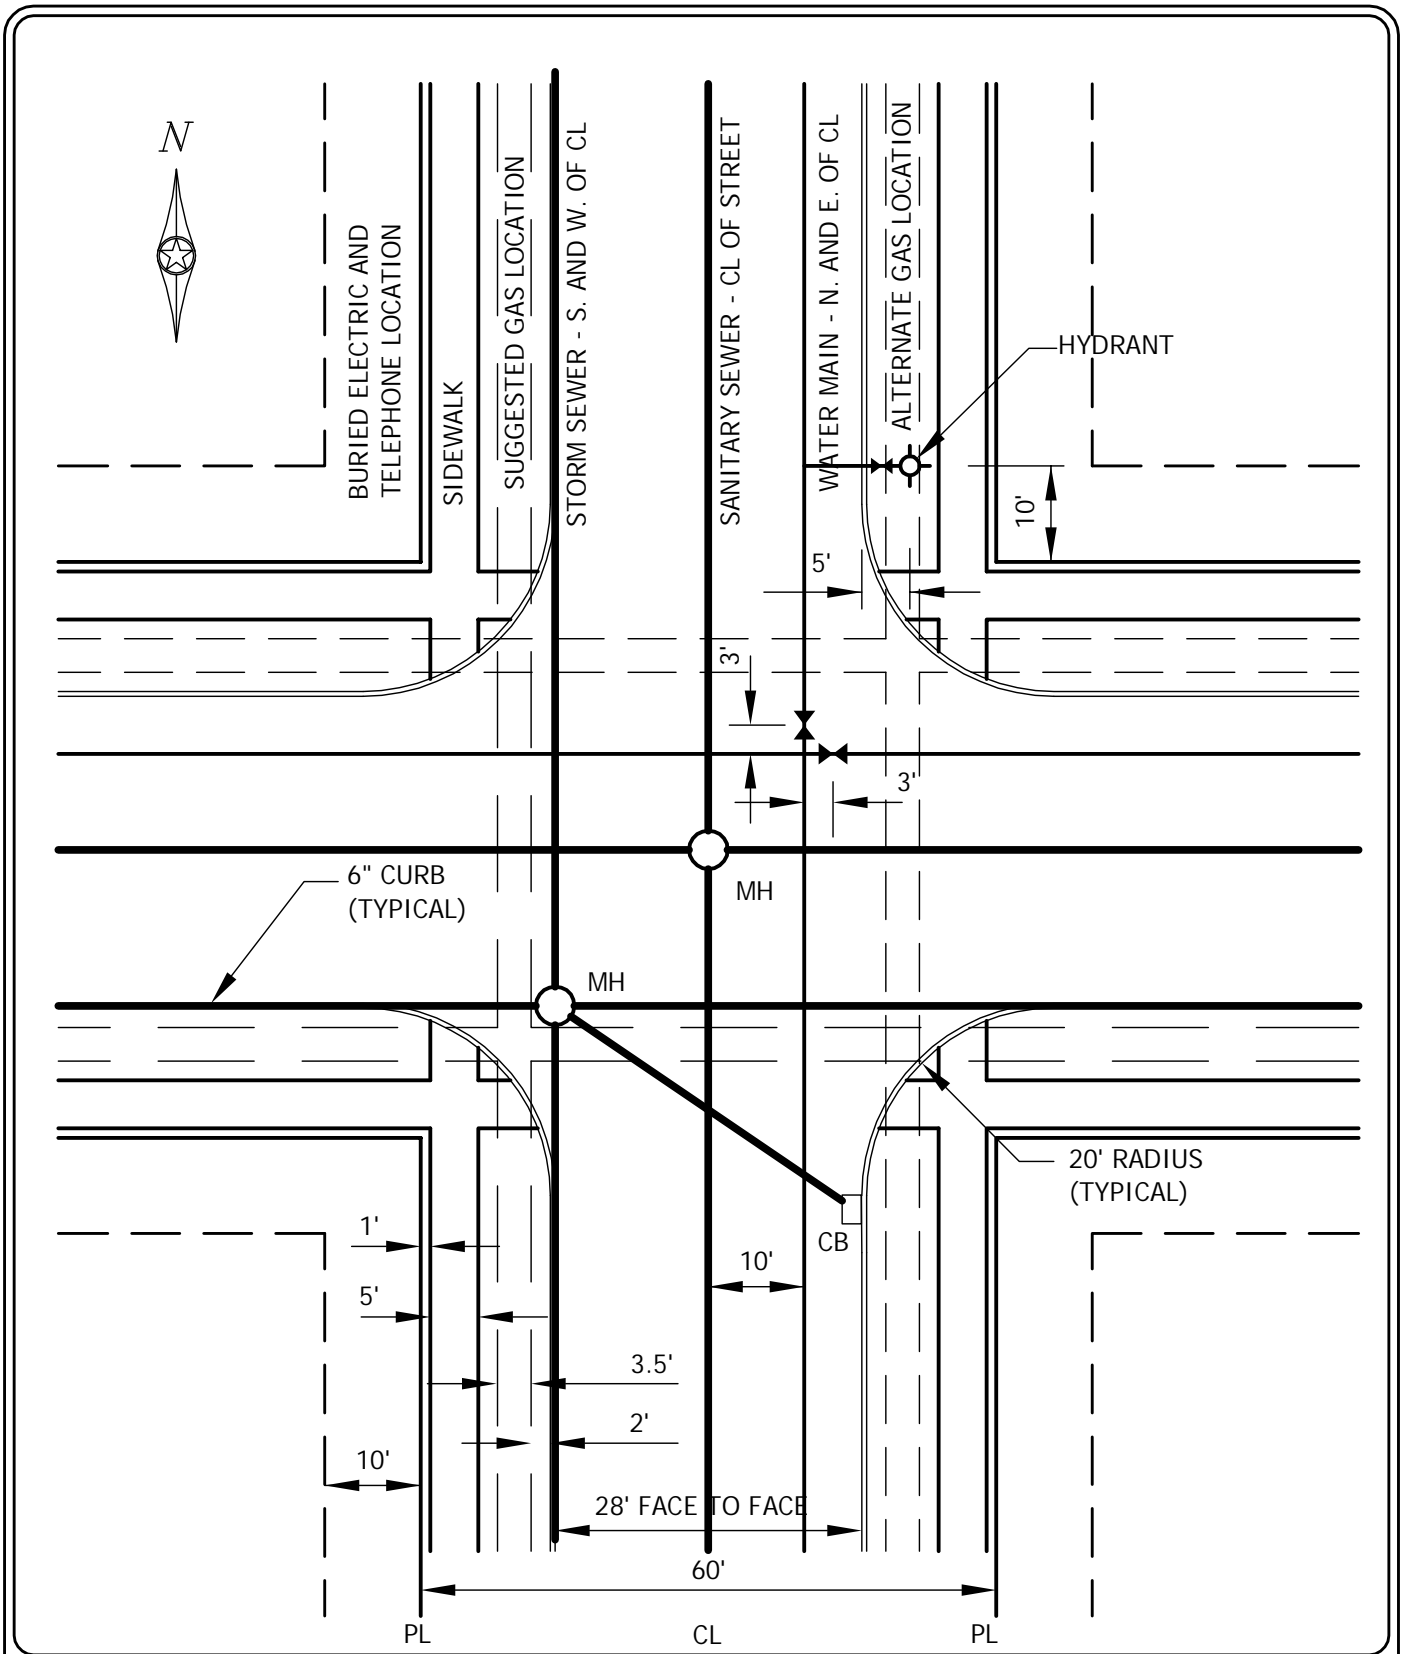 N
BURIED ELECTRIC AND
TELEPHONE LOCATION
SIDEWALK
SUGGESTED GAS LOCATION
STORM SEWER - S. AND W. OF CL
SANITARY SEWER - CL OF STREET
WATER MAIN - N. AND E. OF CL
ALTERNATE GAS LOCATION
HYDRANT
10'
5'
3'
3'
6" CURB
(TYPICAL)
MH
MH
20' RADIUS
(TYPICAL)
CB
1'
10'
5'
3.5'
2'
10'
28' FACE TO FACE
60'
PL
CL
PL